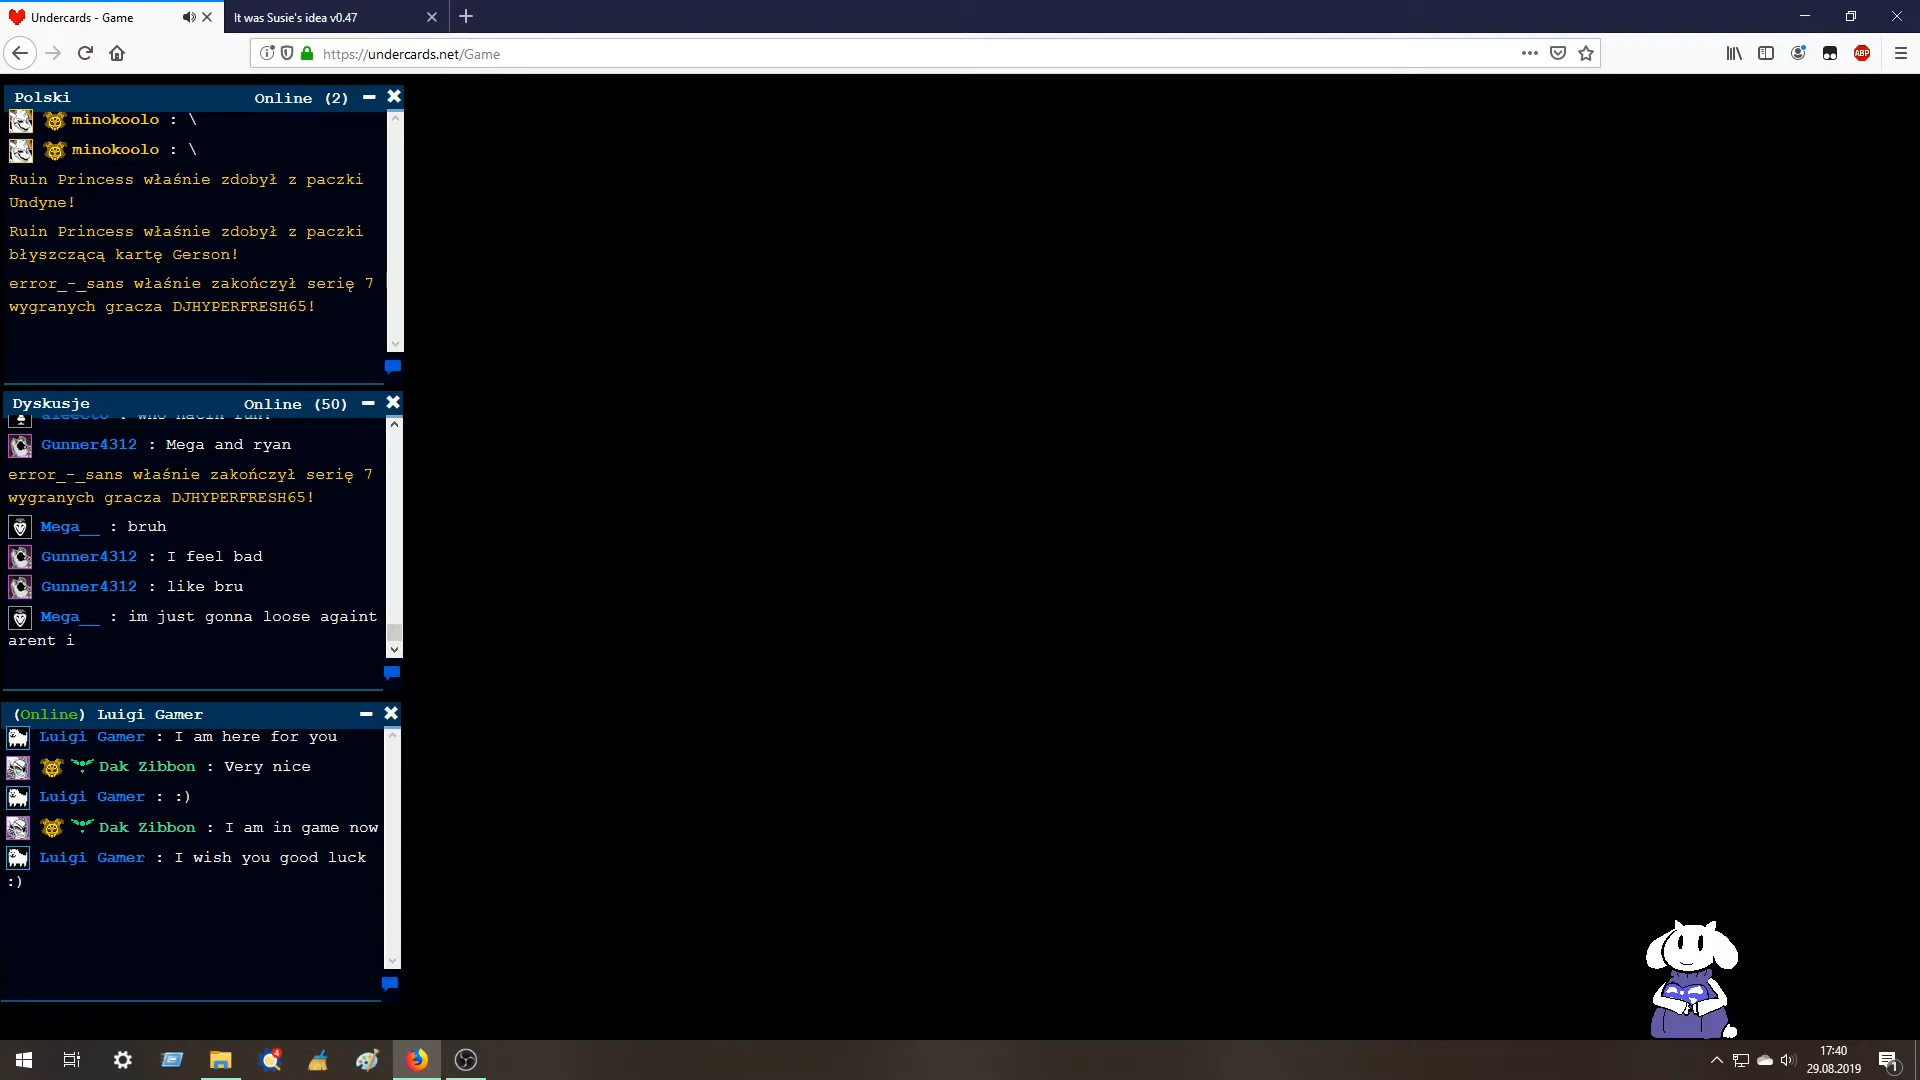 Undercards - Game
It was Susie's idea v0.47
https://undercards.net/Game
ABP
Polski Online (2)
minokoolo : \
minokoolo : \
Ruin Princess właśnie zdobył z paczki
Undyne!
Ruin Princess właśnie zdobył z paczki
błyszczącą kartę Gerson!
error_-_sans właśnie zakończył serię 7
wygranych gracza DJHYPERFRESH65!
Dyskusje Online (50)
Gunner4312 : Mega and ryan
error_-_sans właśnie zakończył serię 7
wygranych gracza DJHYPERFRESH65!
Mega__ : bruh
Gunner4312 : I feel bad
Gunner4312 : like bru
Mega__ : im just gonna loose againt
arent i
(Online) Luigi Gamer
Luigi Gamer : I am here for you
Dak Zibbon : Very nice
Luigi Gamer : :)
Dak Zibbon : I am in game now
Luigi Gamer : I wish you good luck
:)
4
17:40
29.08.2019
1